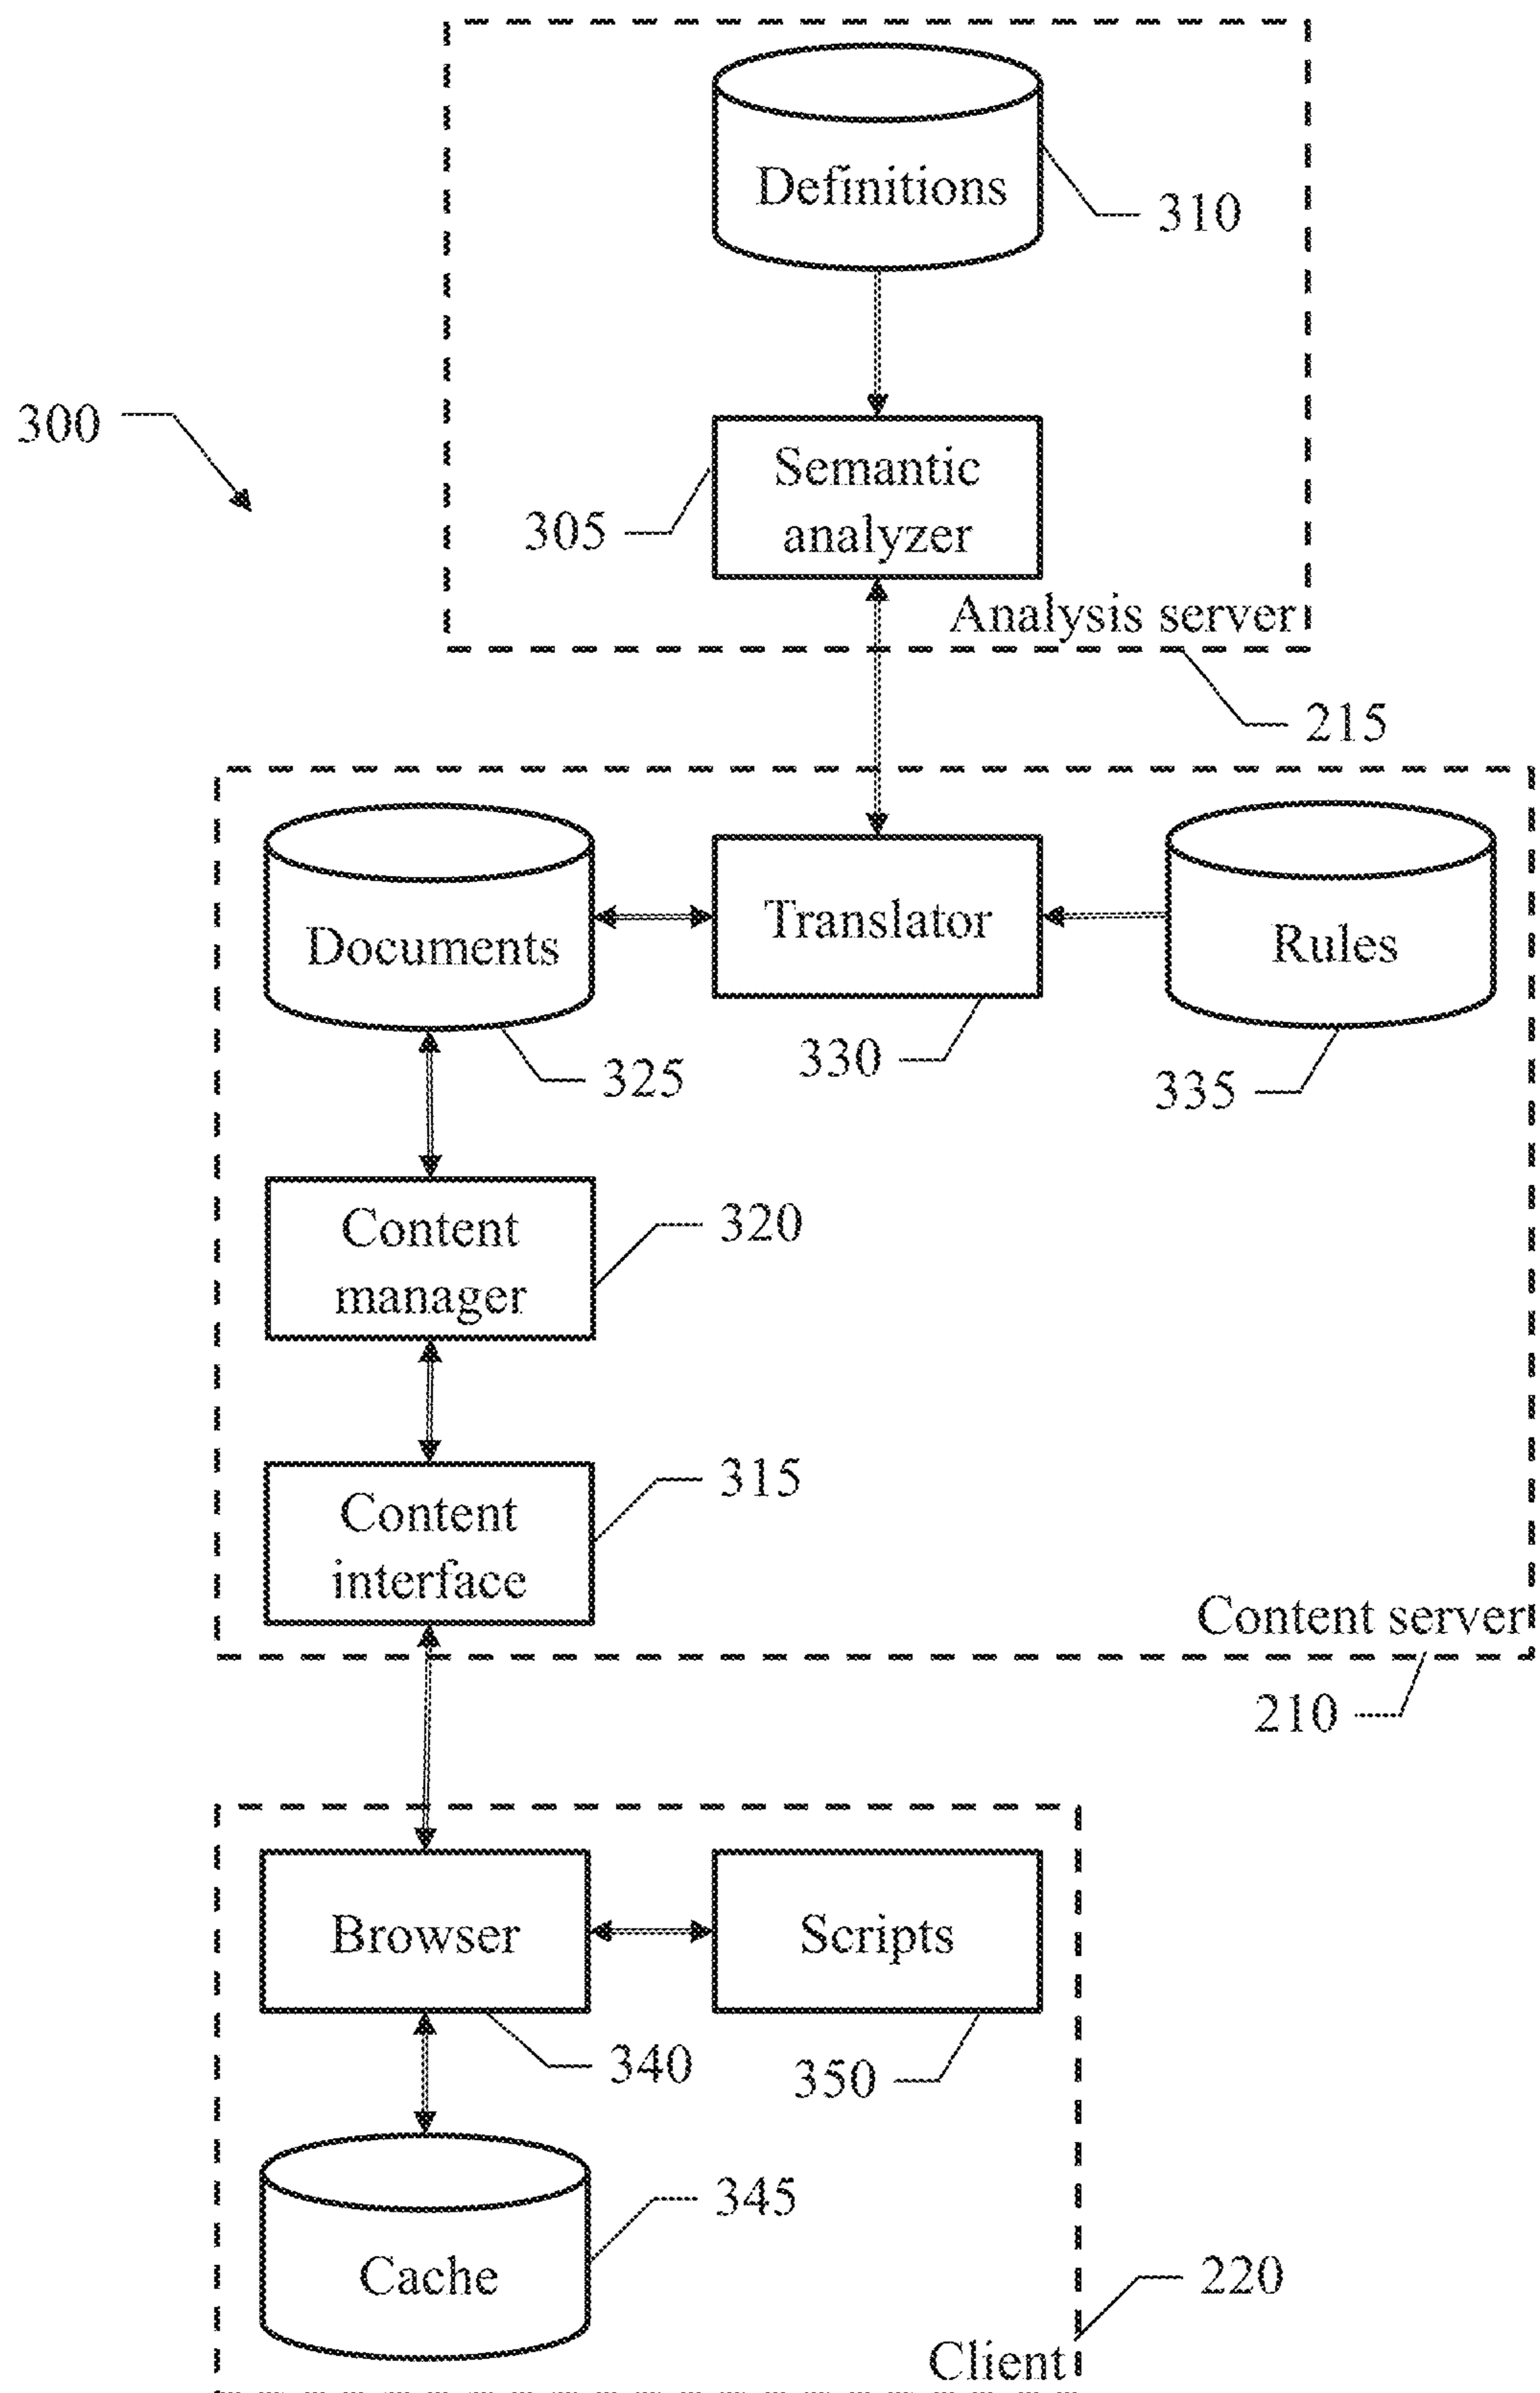 Definitions
310
300
Semantic
analyzer
305
Analysis server
215
Documents
Translator
Rules
325
330
335
Content
manager
320
Content
interface
315
Content server
210
Browser
Scripts
340
350
Cache
345
220
Client